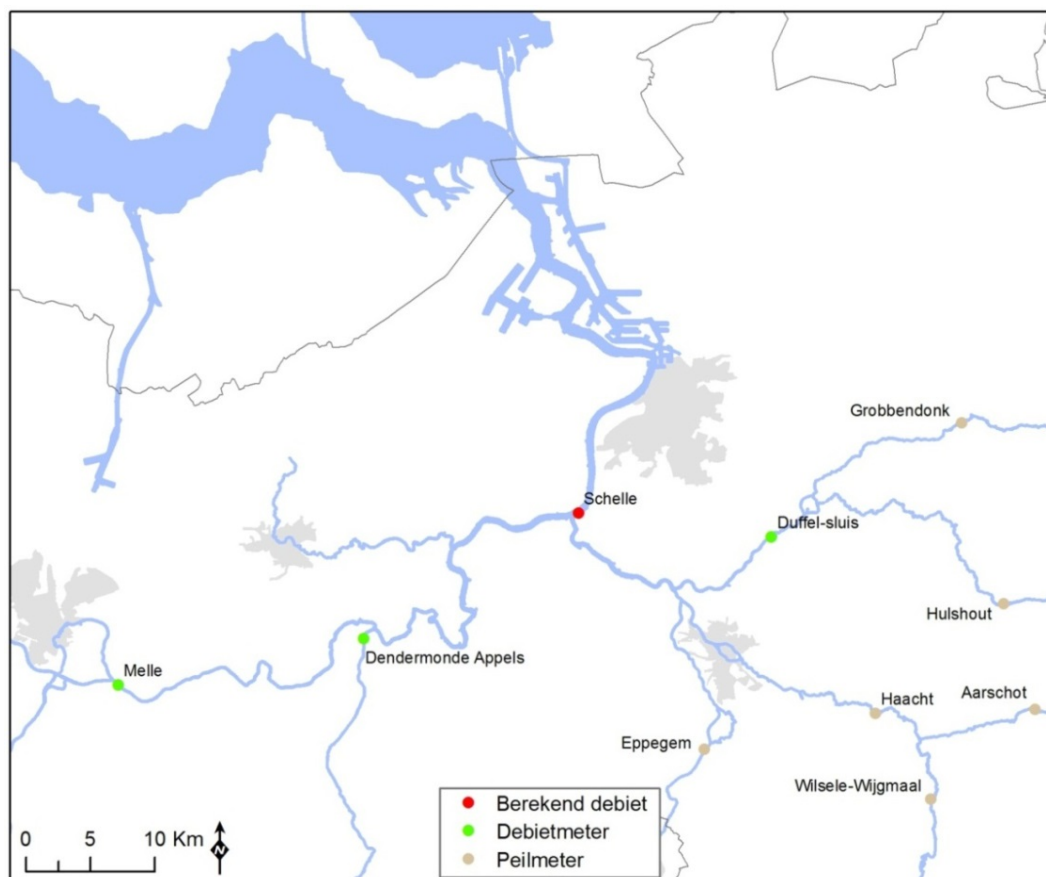 Grobbendonk
Schelle
Duffel-sluis
Hulshout
Dendermonde Appels
Melle
Haacht
Aarschot
Eppegem
Wilsele-Wijgmaal
Berekend debiet
Debietmeter
Peilmeter
0 5 10 Km
N